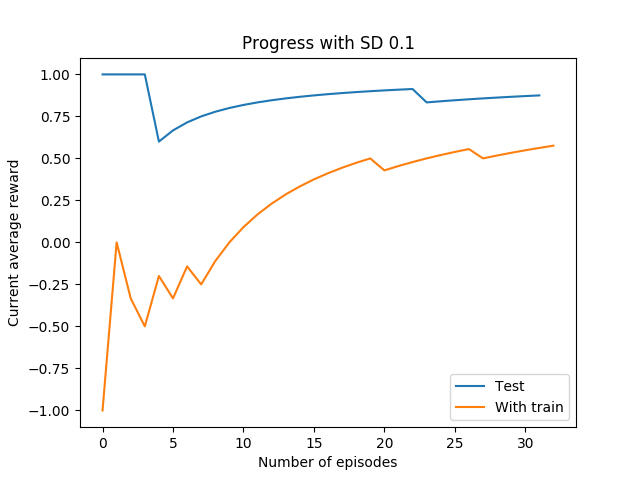 Progress with SD 0.1
Current average reward
1.00
0.75
0.50
0.25
0.00
−0.25
−0.50
−0.75
−1.00
0 5 10 15 20 25 30
Number of episodes
Test
With train